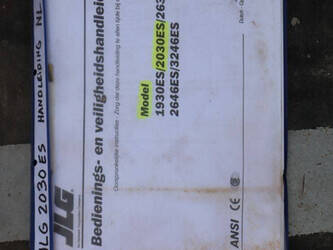 JLG 2030 ES HANDLEIDING NL
JLG
Bedienings- en veiligheidshandleiding
Model
1930ES/2030ES/263
2646ES/3246ES
ANSI CE